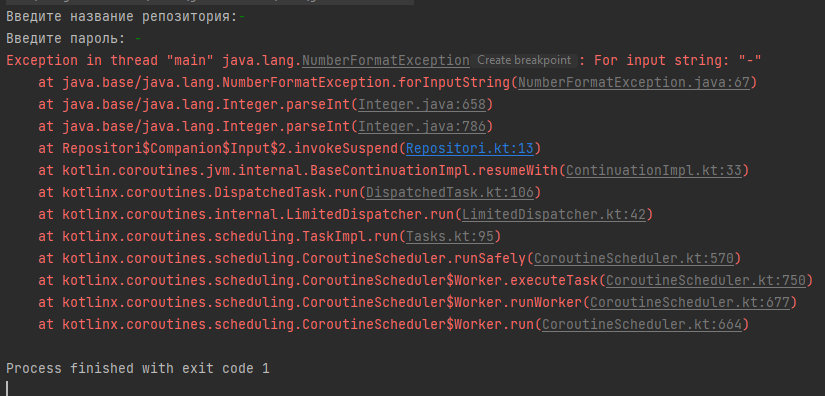 Введите название репозитория:-
Введите пароль: -
Exception in thread "main" java.lang.NumberFormatException Create breakpoint : For input string: "-"
at java.base/java.lang.NumberFormatException.forInputString(NumberFormatException.java:67)
at java.base/java.lang.Integer.parseInt(Integer.java:658)
at java.base/java.lang.Integer.parseInt(Integer.java:786)
at Repositori$Companion$Input$2.invokeSuspend(Repositori.kt:13)
at kotlin.coroutines.jvm.internal.BaseContinuationImpl.resumeWith(ContinuationImpl.kt:33)
at kotlinx.coroutines.DispatchedTask.run(DispatchedTask.kt:106)
at kotlinx.coroutines.internal.LimitedDispatcher.run(LimitedDispatcher.kt:42)
at kotlinx.coroutines.scheduling.TaskImpl.run(Tasks.kt:95)
at kotlinx.coroutines.scheduling.CoroutineScheduler.runSafely(CoroutineScheduler.kt:570)
at kotlinx.coroutines.scheduling.CoroutineScheduler$Worker.executeTask(CoroutineScheduler.kt:750)
at kotlinx.coroutines.scheduling.CoroutineScheduler$Worker.runWorker(CoroutineScheduler.kt:677)
at kotlinx.coroutines.scheduling.CoroutineScheduler$Worker.run(CoroutineScheduler.kt:664)
Process finished with exit code 1